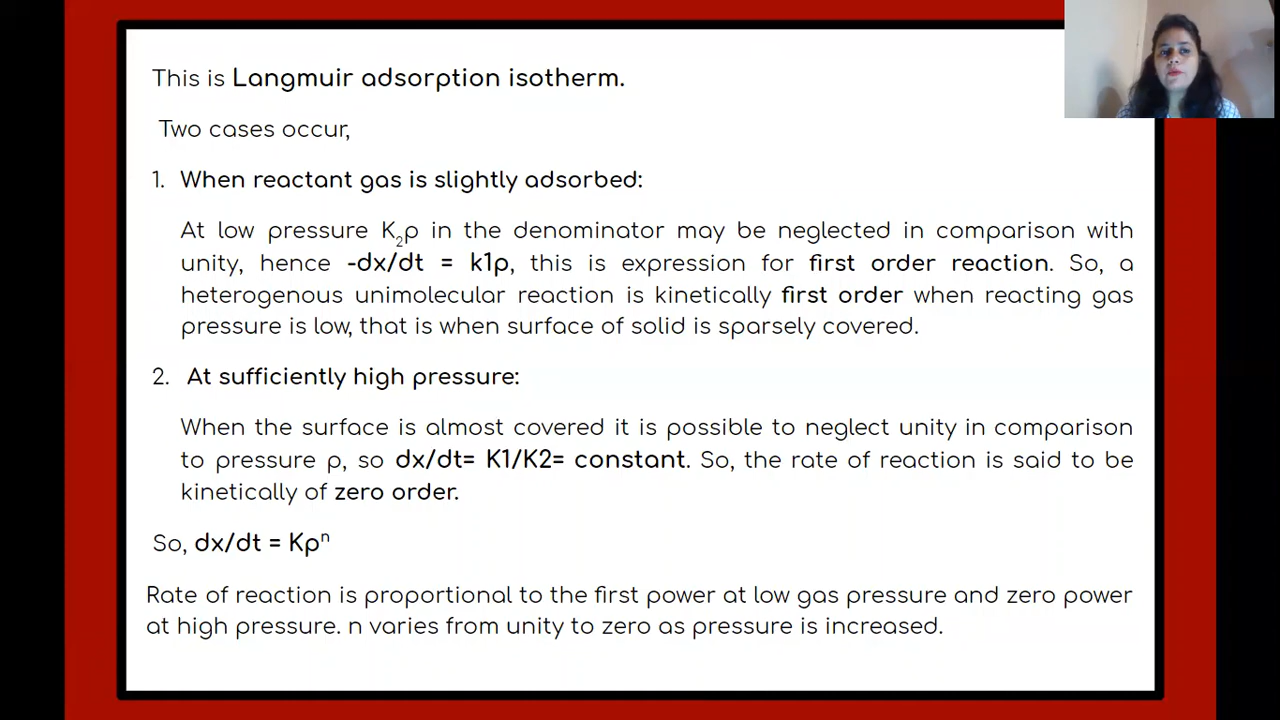 This is Langmuir adsorption isotherm.
Two cases occur,
1. When reactant gas is slightly adsorbed:
At low pressure K₂p in the denominator may be neglected in comparison with
unity, hence -dx/dt = k1p, this is expression for first order reaction. So, a
heterogenous unimolecular reaction is kinetically first order when reacting gas
pressure is low, that is when surface of solid is sparsely covered.
2. At sufficiently high pressure:
When the surface is almost covered it is possible to neglect unity in comparison
to pressure p, so dx/dt= K1/K2= constant. So, the rate of reaction is said to be
kinetically of zero order.
So, dx/dt = Kpⁿ
Rate of reaction is proportional to the first power at low gas pressure and zero power
at high pressure. n varies from unity to zero as pressure is increased.